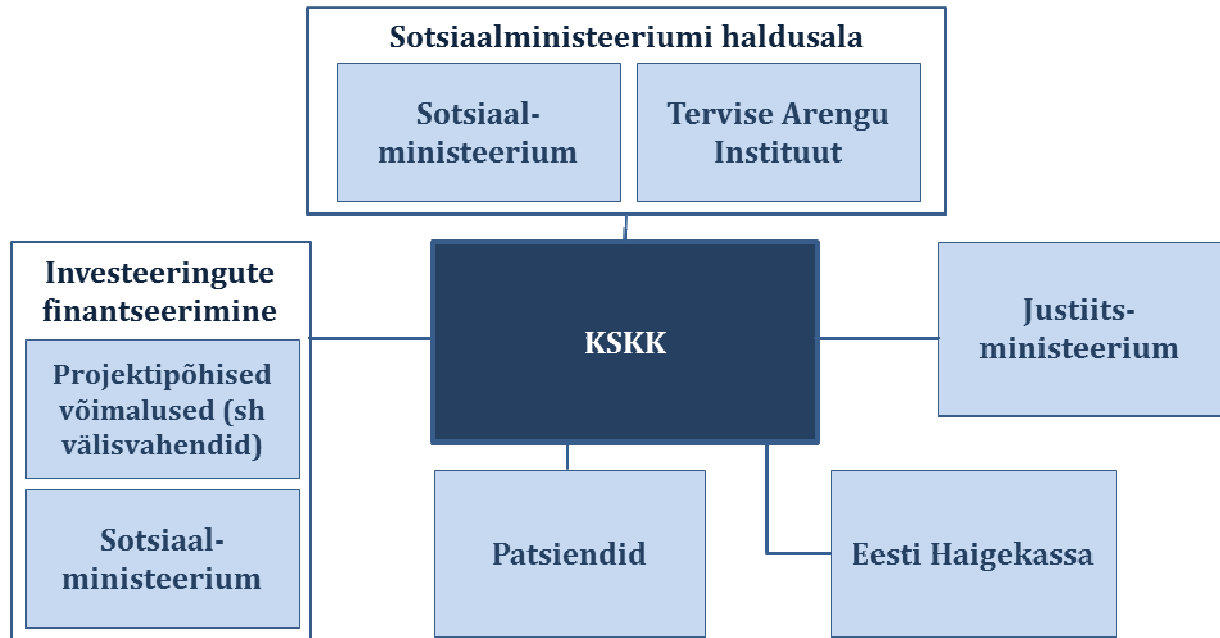 Sotsiaalministeeriumi haldusala
Sotsiaal-
ministeerium
Tervise Arengu
Instituut
Investeeringute
finantseerimine
Projektipõhised
võimalused (sh
välisvahendid)
Sotsiaal-
ministeerium
KSKK
Justiits-
ministeerium
Patsiendid
Eesti Haigekassa